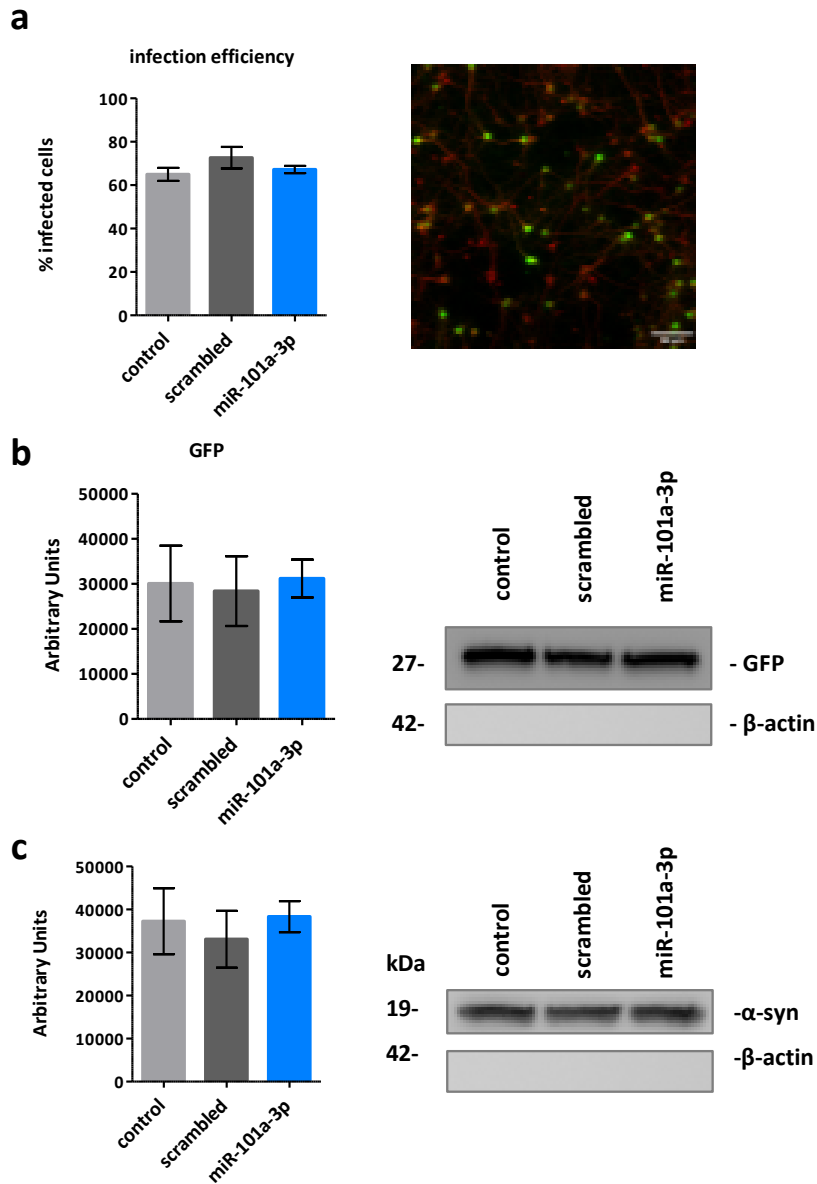 a
infection efficiency
% infected cells
100
80
60
40
20
0
control
scrambled
miR-101a-3p
b
GFP
Arbitrary Units
50000
40000
30000
20000
10000
0
control
scrambled
miR-101a-3p
control
scrambled
miR-101a-3p
27-
- GFP
42-
- β-actin
c
Arbitrary Units
50000
40000
30000
20000
10000
0
control
scrambled
miR-101a-3p
control
scrambled
miR-101a-3p
kDa
19-
-α-syn
42-
-β-actin